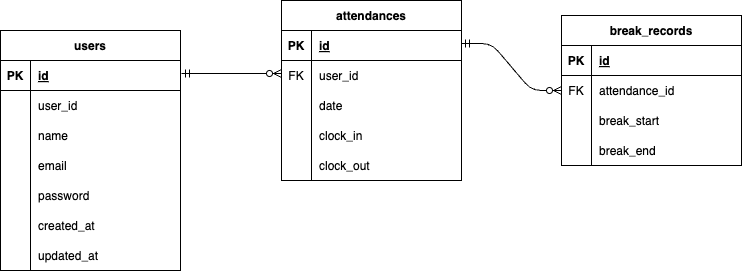 users
PK id
user_id
name
email
password
created_at
updated_at
attendances
PK id
FK user_id
date
clock_in
clock_out
break_records
PK id
FK attendance_id
break_start
break_end